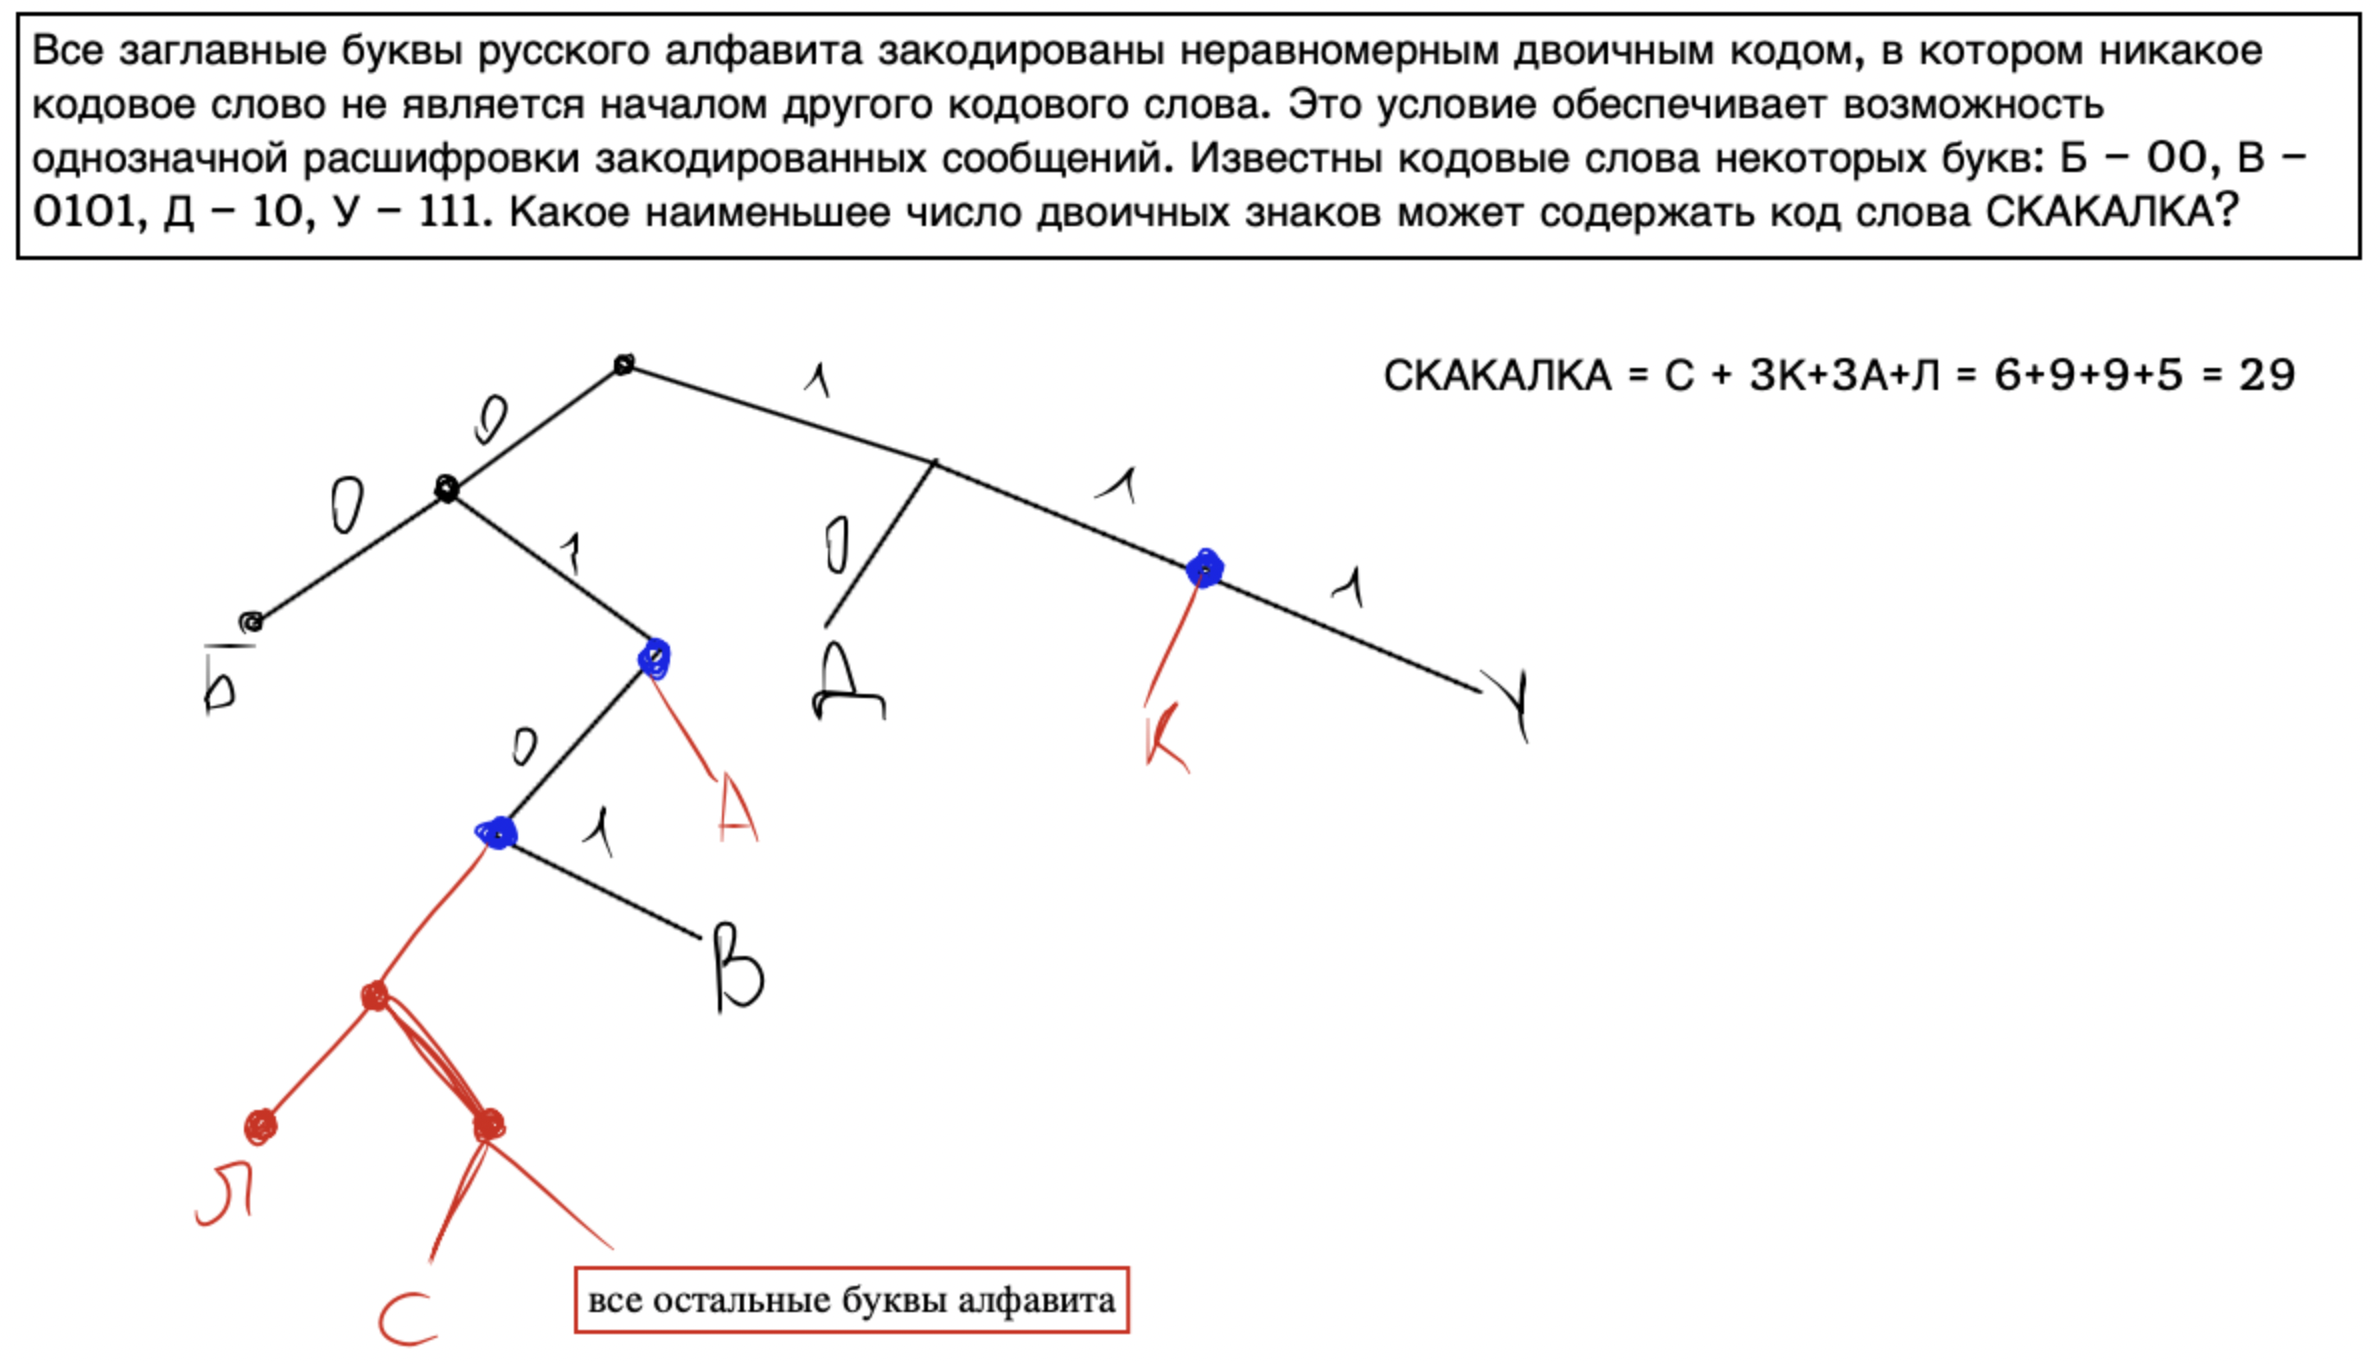 Все заглавные буквы русского алфавита закодированы неравномерным двоичным кодом, в котором никакое
кодовое слово не является началом другого кодового слова. Это условие обеспечивает возможность
однозначной расшифровки закодированных сообщений. Известны кодовые слова некоторых букв: Б – 00, В –
0101, Д – 10, У – 111. Какое наименьшее число двоичных знаков может содержать код слова СКАКАЛКА?
СКАКАЛКА = С + 3К+3А+Л = 6+9+9+5 = 29
0
1
0
1
0
1
1
Б
Д
К
У
0
А
1
В
Л
С
все остальные буквы алфавита